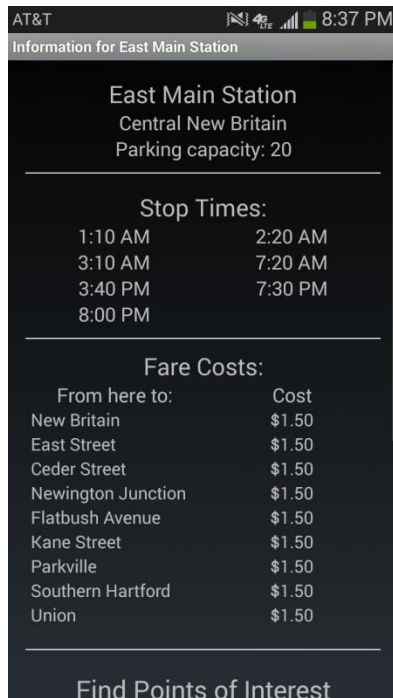 AT&T 4G LTE 8:37 PM
Information for East Main Station
East Main Station
Central New Britain
Parking capacity: 20
Stop Times:
1:10 AM 2:20 AM
3:10 AM 7:20 AM
3:40 PM 7:30 PM
8:00 PM
Fare Costs:
From here to: Cost
New Britain $1.50
East Street $1.50
Ceder Street $1.50
Newington Junction $1.50
Flatbush Avenue $1.50
Kane Street $1.50
Parkville $1.50
Southern Hartford $1.50
Union $1.50
Find Points of Interest